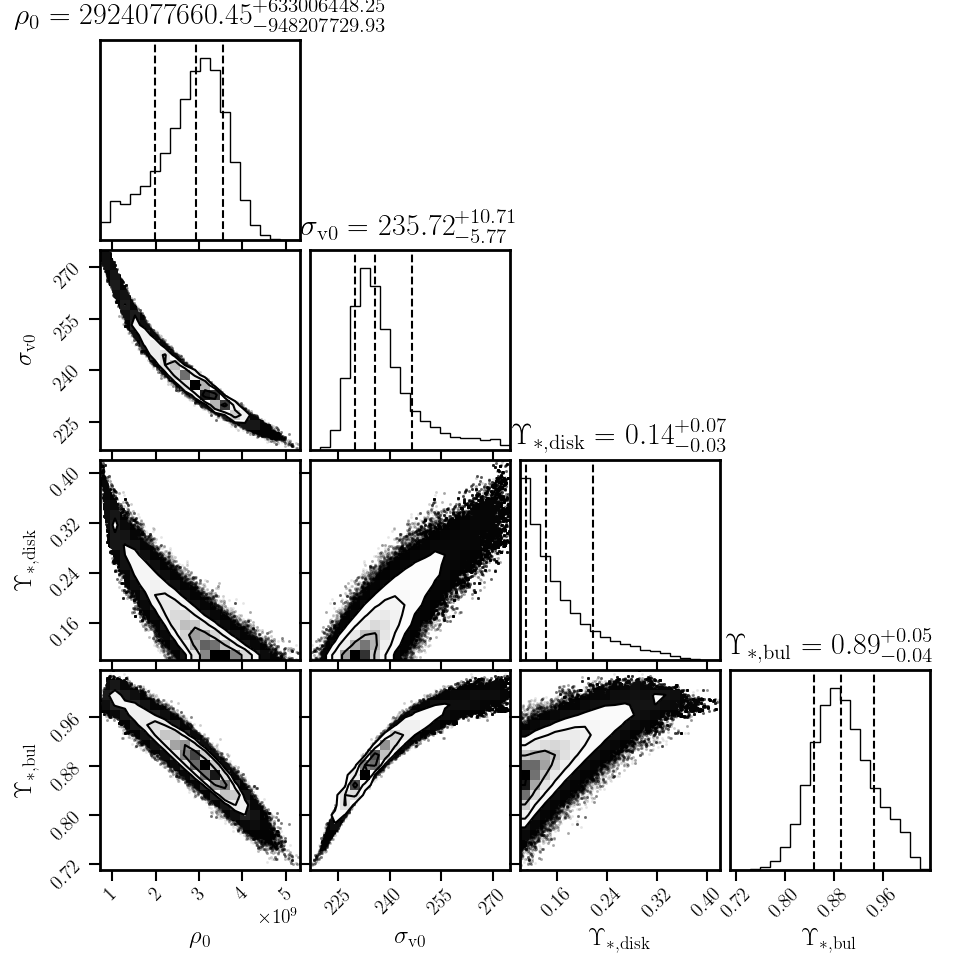 ρ₀ = 2924077660.45⁺⁶³³⁰⁰⁶⁴⁴⁸·²⁵₋₉₄₈₂₀₇₇₂₉.₉₃
σᵥ₀ = 235.72⁺¹⁰·⁷¹₋₅.₇₇
270
255
240
225
σᵥ₀
ϒ*,disk = 0.14⁺⁰·⁰⁷₋₀.₀₃
0.40
0.32
0.24
0.16
ϒ*,disk
ϒ*,bul = 0.89⁺⁰·⁰⁵₋₀.₀₄
0.96
0.88
0.80
0.72
ϒ*,bul
1 2 3 4 5 225 240 255 270 0.16 0.24 0.32 0.40 0.72 0.80 0.88 0.96
×10⁹
ρ₀ σᵥ₀ ϒ*,disk ϒ*,bul